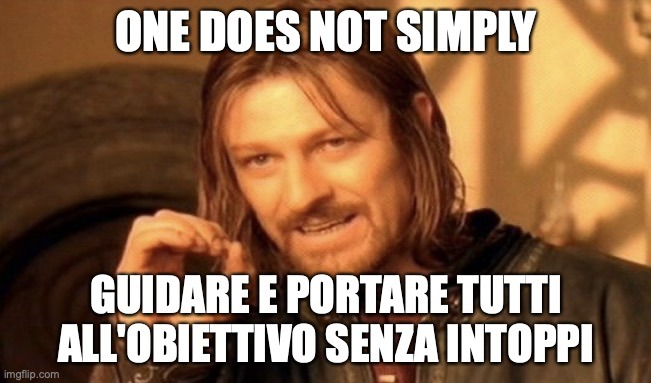 ONE DOES NOT SIMPLY
GUIDARE E PORTARE TUTTI
ALL'OBIETTIVO SENZA INTOPPI
imgflip.com